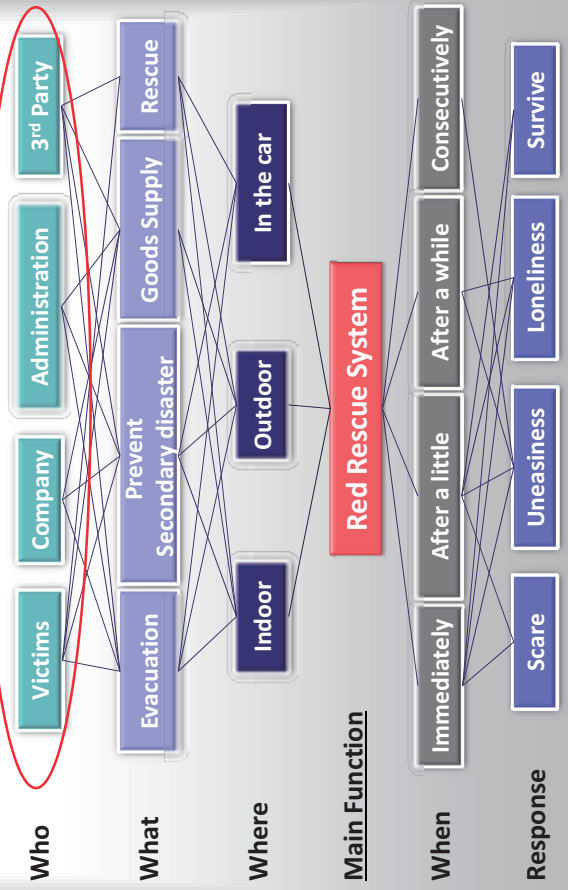 Who
Victims
Company
Administration
3rd Party
What
Evacuation
Prevent
Secondary disaster
Goods Supply
Rescue
Where
Indoor
Outdoor
In the car
Main Function
Red Rescue System
When
Immediately
After a little
After a while
Consecutively
Response
Scare
Uneasiness
Loneliness
Survive